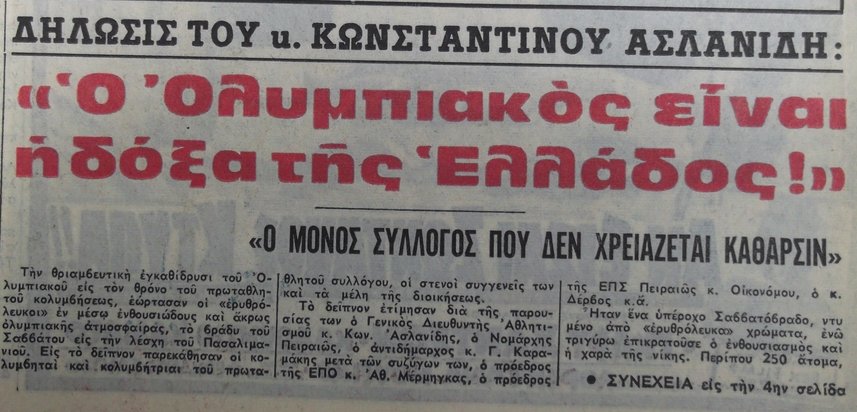 ΔΗΛΩΣΙΣ ΤΟΥ κ. ΚΩΝΣΤΑΝΤΙΝΟΥ ΑΣΛΑΝΙΔΗ:
«Ὁ Ὀλυμπιακὸς εἶναι
ἡ δόξα τῆς Ἑλλάδος!»
«Ο ΜΟΝΟΣ ΣΥΛΛΟΓΟΣ ΠΟΥ ΔΕΝ ΧΡΕΙΑΖΕΤΑΙ ΚΑΘΑΡΣΙΝ»
Τὴν θριαμβευτικὴ ἐγκαθίδρυσι τοῦ Ὀ-
λυμπιακοῦ εἰς τὸν θρόνο τοῦ πρωταθλη
τοῦ κολυμβήσεως, ἑώρτασαν οἱ «ἐρυθρό-
λευκοι» ἐν μέσῳ ἐνθουσιώδους καὶ ἄκρως
ὀλυμπιακῆς ἀτμοσφαίρας, τὸ βράδυ τοῦ
Σαββάτου εἰς τὴν λέσχη τοῦ Πασαλιμα-
νιοῦ. Εἰς τὸ δεῖπνον παρεκάθησαν οἱ κο-
λυμβηταὶ καὶ κολυμβήτριαι τοῦ πρωτα-
θλητοῦ συλλόγου, οἱ στενοὶ συγγενεῖς των
καὶ τὰ μέλη τῆς διοικήσεως.
Τὸ δεῖπνον ἐτίμησαν διὰ τῆς παρου-
σίας των ὁ Γενικὸς Διευθυντὴς Ἀθλητι-
σμοῦ κ. Κων. Ἀσλανίδης, ὁ Νομάρχης
Πειραιῶς, ὁ ἀντιδήμαρχος κ. Γ. Καρα-
μάκης μετὰ τῶν συζύγων των, ὁ πρόεδρος
τῆς ΕΠΟ κ. Ἀθ. Μέρμηγκας, ὁ πρόεδρος
τῆς ΕΠΣ Πειραιῶς κ. Οἰκονόμου, ὁ κ.
Δέρβος κ.ἄ.
Ἦταν ἕνα ὑπέροχο Σαββατόβραδο, ντυ
μένο ἀπὸ «ἐρυθρόλευκα» χρώματα, ἐνῶ
τριγύρω ἐπικρατοῦσε ὁ ἐνθουσιασμὸς καὶ
ἡ χαρὰ τῆς νίκης. Περίπου 250 ἄτομα,
● ΣΥΝΕΧΕΙΑ εἰς τὴν 4ην σελίδα